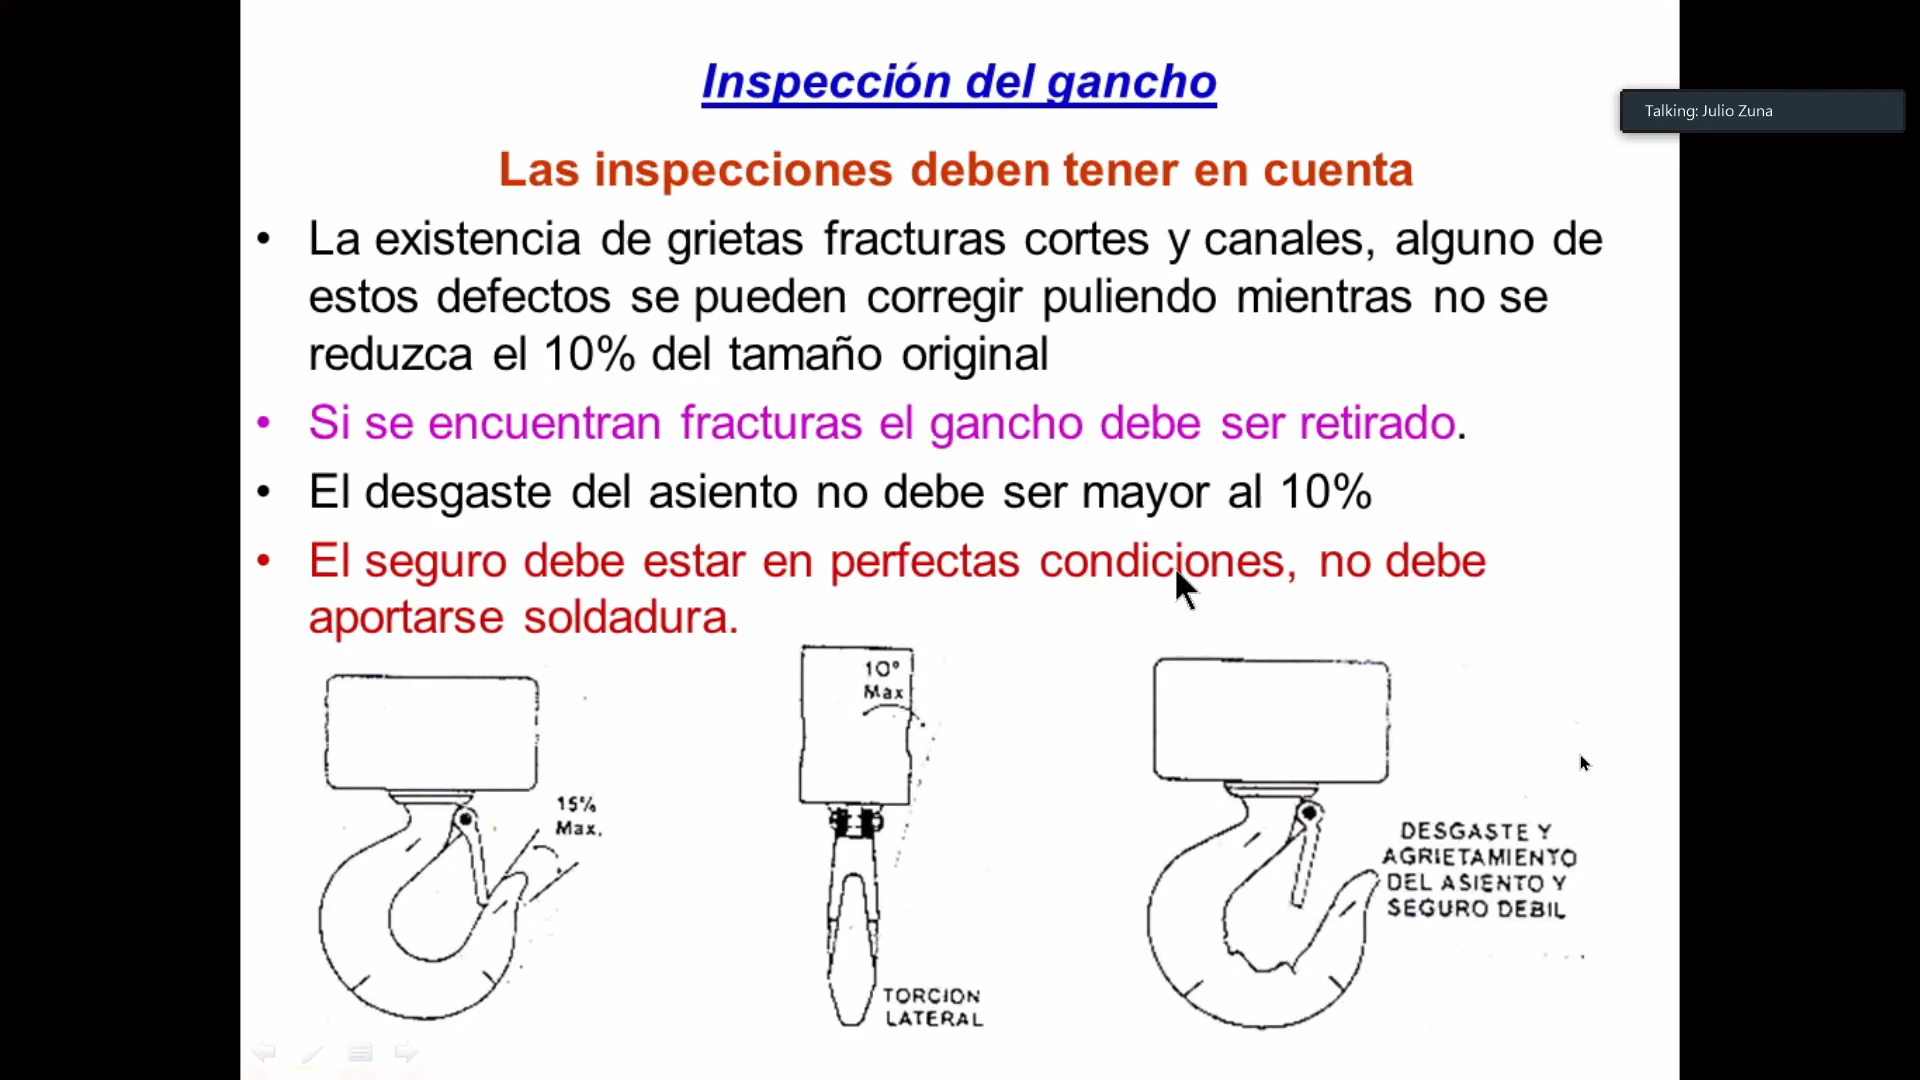 Inspección del gancho
Talking: Julio Zuna
Las inspecciones deben tener en cuenta
• La existencia de grietas fracturas cortes y canales, alguno de
estos defectos se pueden corregir puliendo mientras no se
reduzca el 10% del tamaño original
• Si se encuentran fracturas el gancho debe ser retirado.
• El desgaste del asiento no debe ser mayor al 10%
• El seguro debe estar en perfectas condiciones, no debe
aportarse soldadura.
15%
Max.
10°
Max
TORCION
LATERAL
DESGASTE Y
AGRIETAMIENTO
DEL ASIENTO Y
SEGURO DEBIL